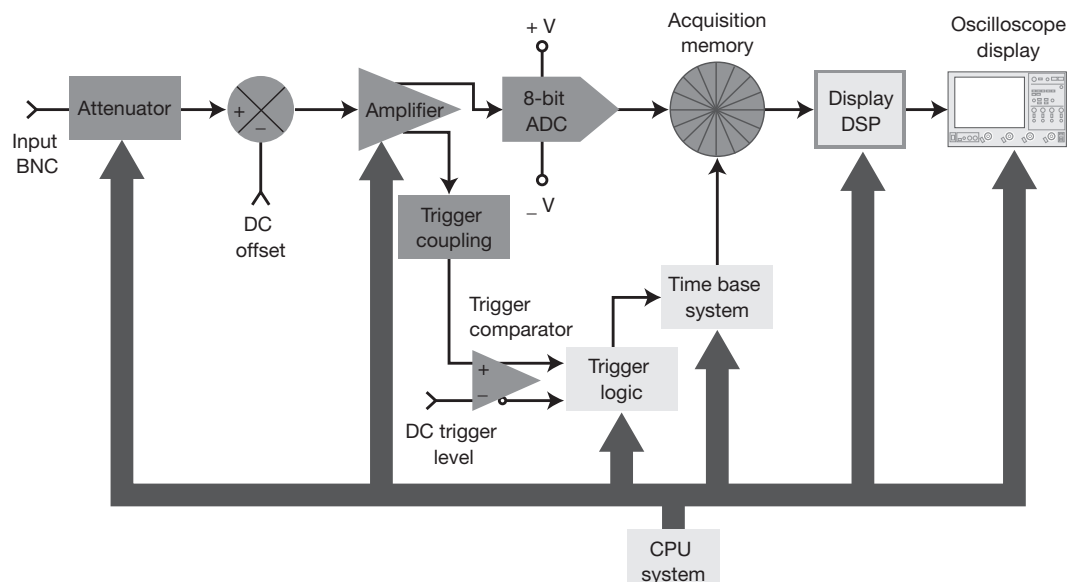 Acquisition
memory
Oscilloscope
display
+ V
Attenuator
+
–
Amplifier
8-bit
ADC
Display
DSP
Input
BNC
– V
DC
offset
Trigger
coupling
Time base
system
Trigger
comparator
+
–
Trigger
logic
DC trigger
level
CPU
system